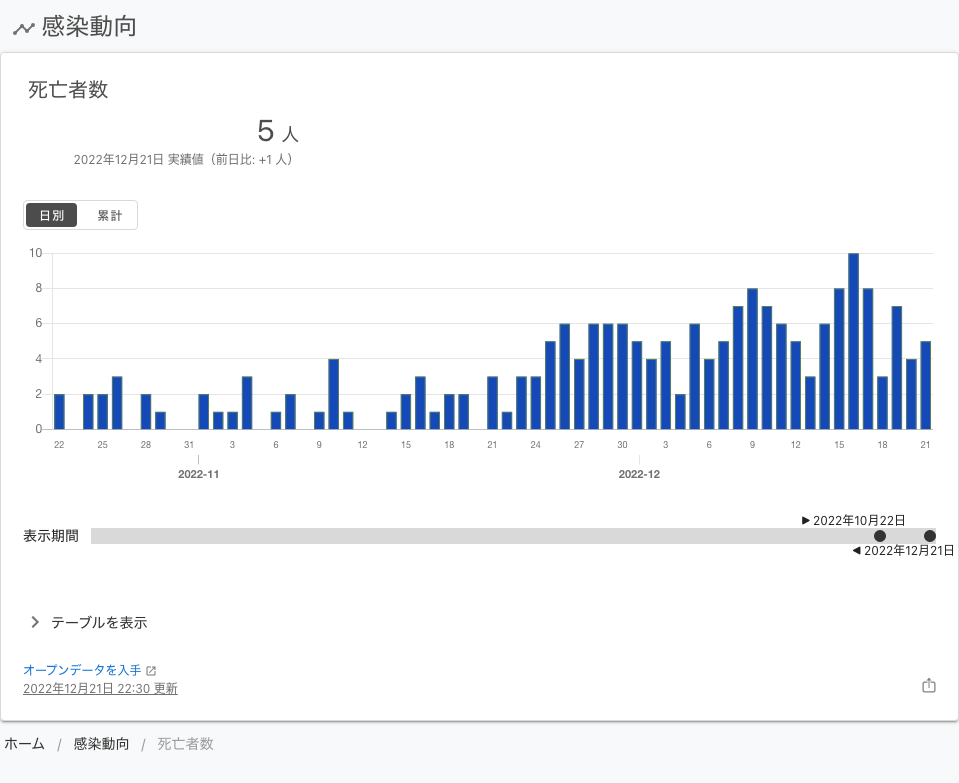 感染動向
死亡者数
5 人
2022年12月21日 実績値（前日比: +1 人）
日別 累計
10
8
6
4
2
0
22 25 28 31 3 6 9 12 15 18 21 24 27 30 3 6 9 12 15 18 21
2022-11 2022-12
▶ 2022年10月22日
表示期間
◀ 2022年12月21日
テーブルを表示
オープンデータを入手
2022年12月21日 22:30 更新
ホーム / 感染動向 / 死亡者数